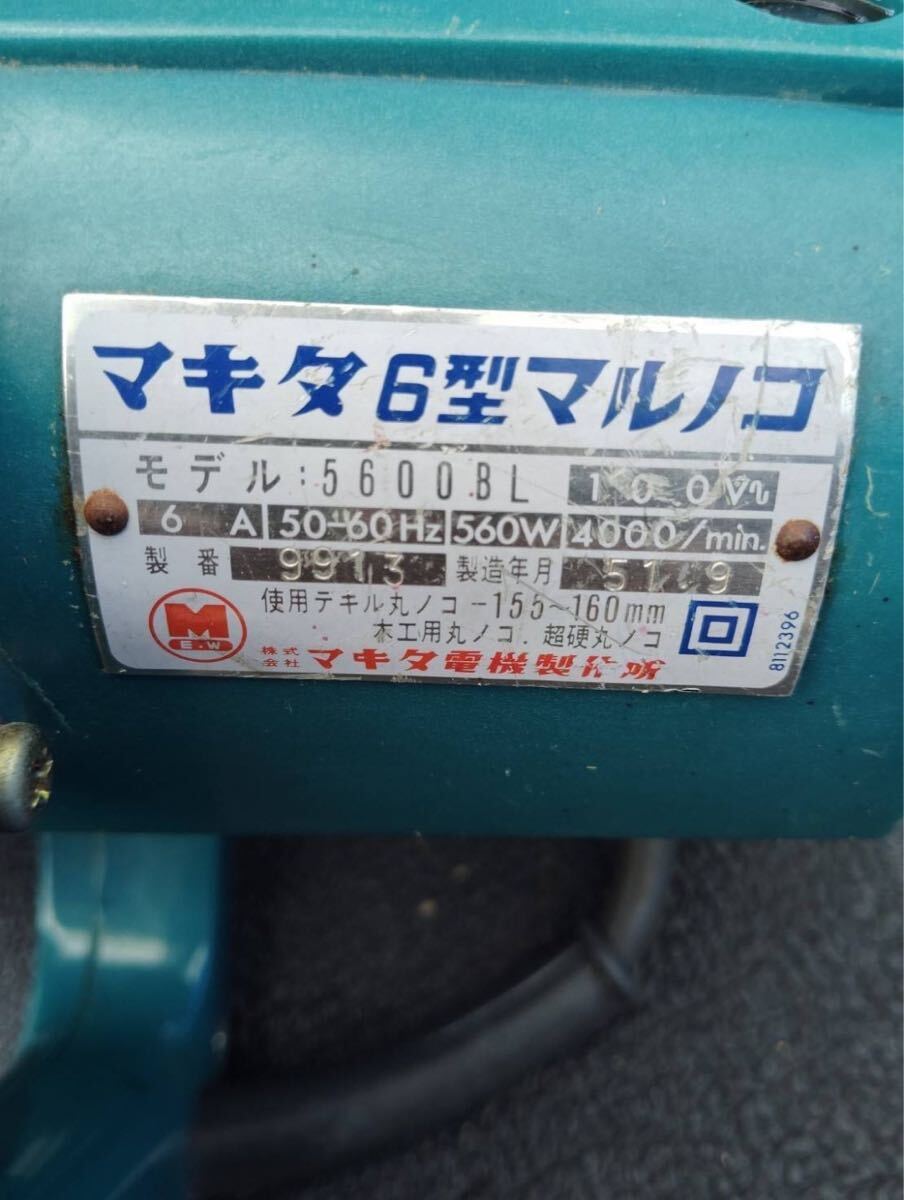 マキタ6型マルノコ
モデル:5600BL 100V∿
6 A 50-60Hz 560W 4000/min.
製番 9913 製造年月 51 9
使用テキル丸ノコ-155~160mm
木工用丸ノコ.超硬丸ノコ
M E.W 株式会社 マキタ電機製作所
8112396